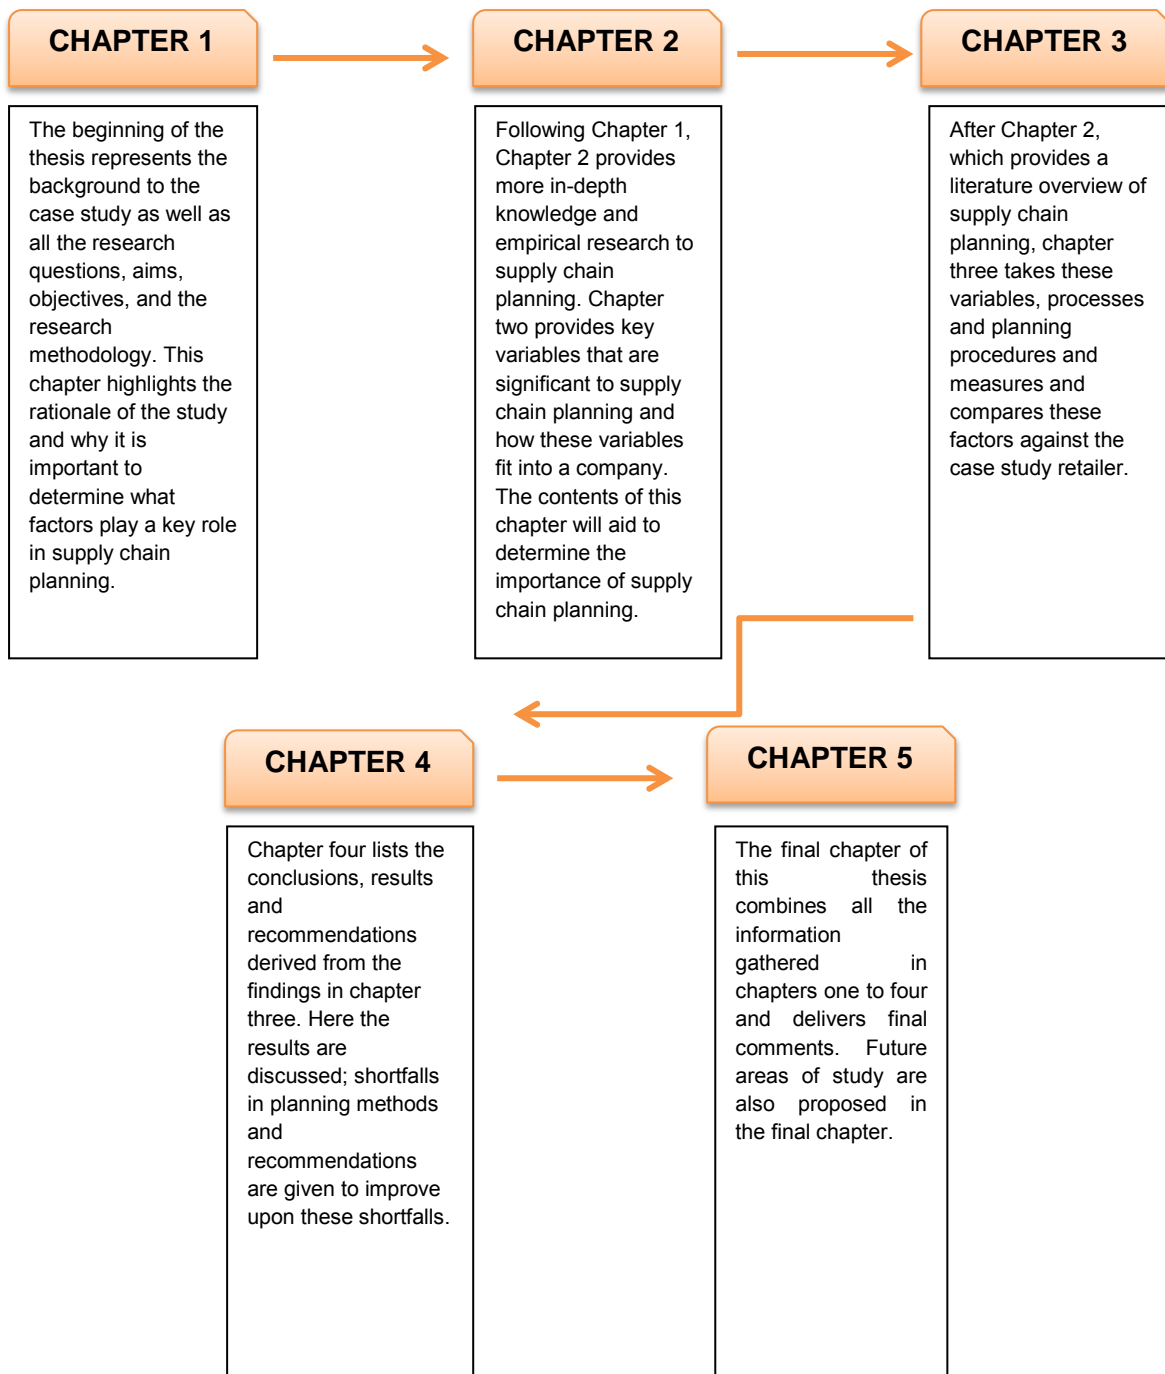 CHAPTER 1
The beginning of the
thesis represents the
background to the
case study as well as
all the research
questions, aims,
objectives, and the
research
methodology. This
chapter highlights the
rationale of the study
and why it is
important to
determine what
factors play a key role
in supply chain
planning.
CHAPTER 2
Following Chapter 1,
Chapter 2 provides
more in-depth
knowledge and
empirical research to
supply chain
planning. Chapter
two provides key
variables that are
significant to supply
chain planning and
how these variables
fit into a company.
The contents of this
chapter will aid to
determine the
importance of supply
chain planning.
CHAPTER 3
After Chapter 2,
which provides a
literature overview of
supply chain
planning, chapter
three takes these
variables, processes
and planning
procedures and
measures and
compares these
factors against the
case study retailer.
CHAPTER 4
Chapter four lists the
conclusions, results
and
recommendations
derived from the
findings in chapter
three. Here the
results are
discussed; shortfalls
in planning methods
and
recommendations
are given to improve
upon these shortfalls.
CHAPTER 5
The final chapter of
this thesis
combines all the
information
gathered in
chapters one to four
and delivers final
comments. Future
areas of study are
also proposed in
the final chapter.